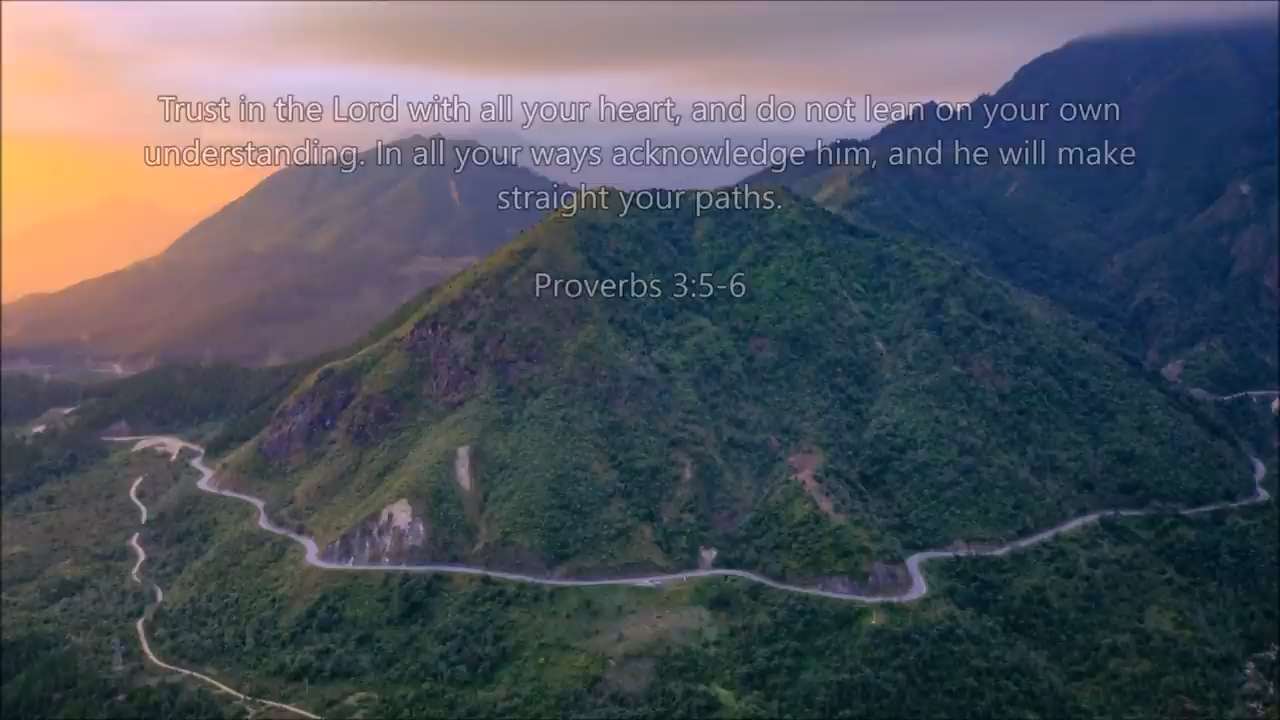 Trust in the Lord with all your heart, and do not lean on your own
understanding. In all your ways acknowledge him, and he will make
straight your paths.
Proverbs 3:5-6